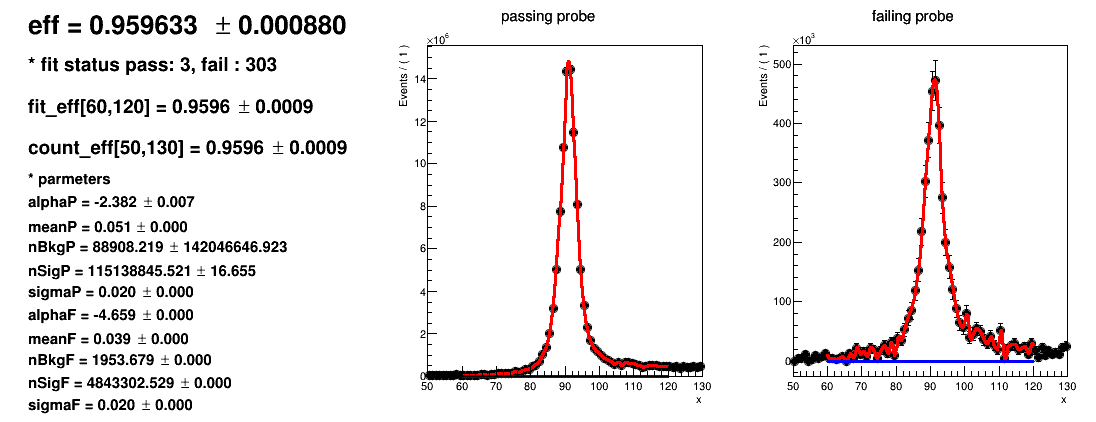 eff = 0.959633 ± 0.000880
* fit status pass: 3, fail : 303
fit_eff[60,120] = 0.9596 ± 0.0009
count_eff[50,130] = 0.9596 ± 0.0009
* parmeters
alphaP = -2.382 ± 0.007
meanP = 0.051 ± 0.000
nBkgP = 88908.219 ± 142046646.923
nSigP = 115138845.521 ± 16.655
sigmaP = 0.020 ± 0.000
alphaF = -4.659 ± 0.000
meanF = 0.039 ± 0.000
nBkgF = 1953.679 ± 0.000
nSigF = 4843302.529 ± 0.000
sigmaF = 0.020 ± 0.000
passing probe
×10⁶
Events / ( 1 )
14
12
10
8
6
4
2
0
50 60 70 80 90 100 110 120 130
x
failing probe
×10³
Events / ( 1 )
500
400
300
200
100
0
50 60 70 80 90 100 110 120 130
x